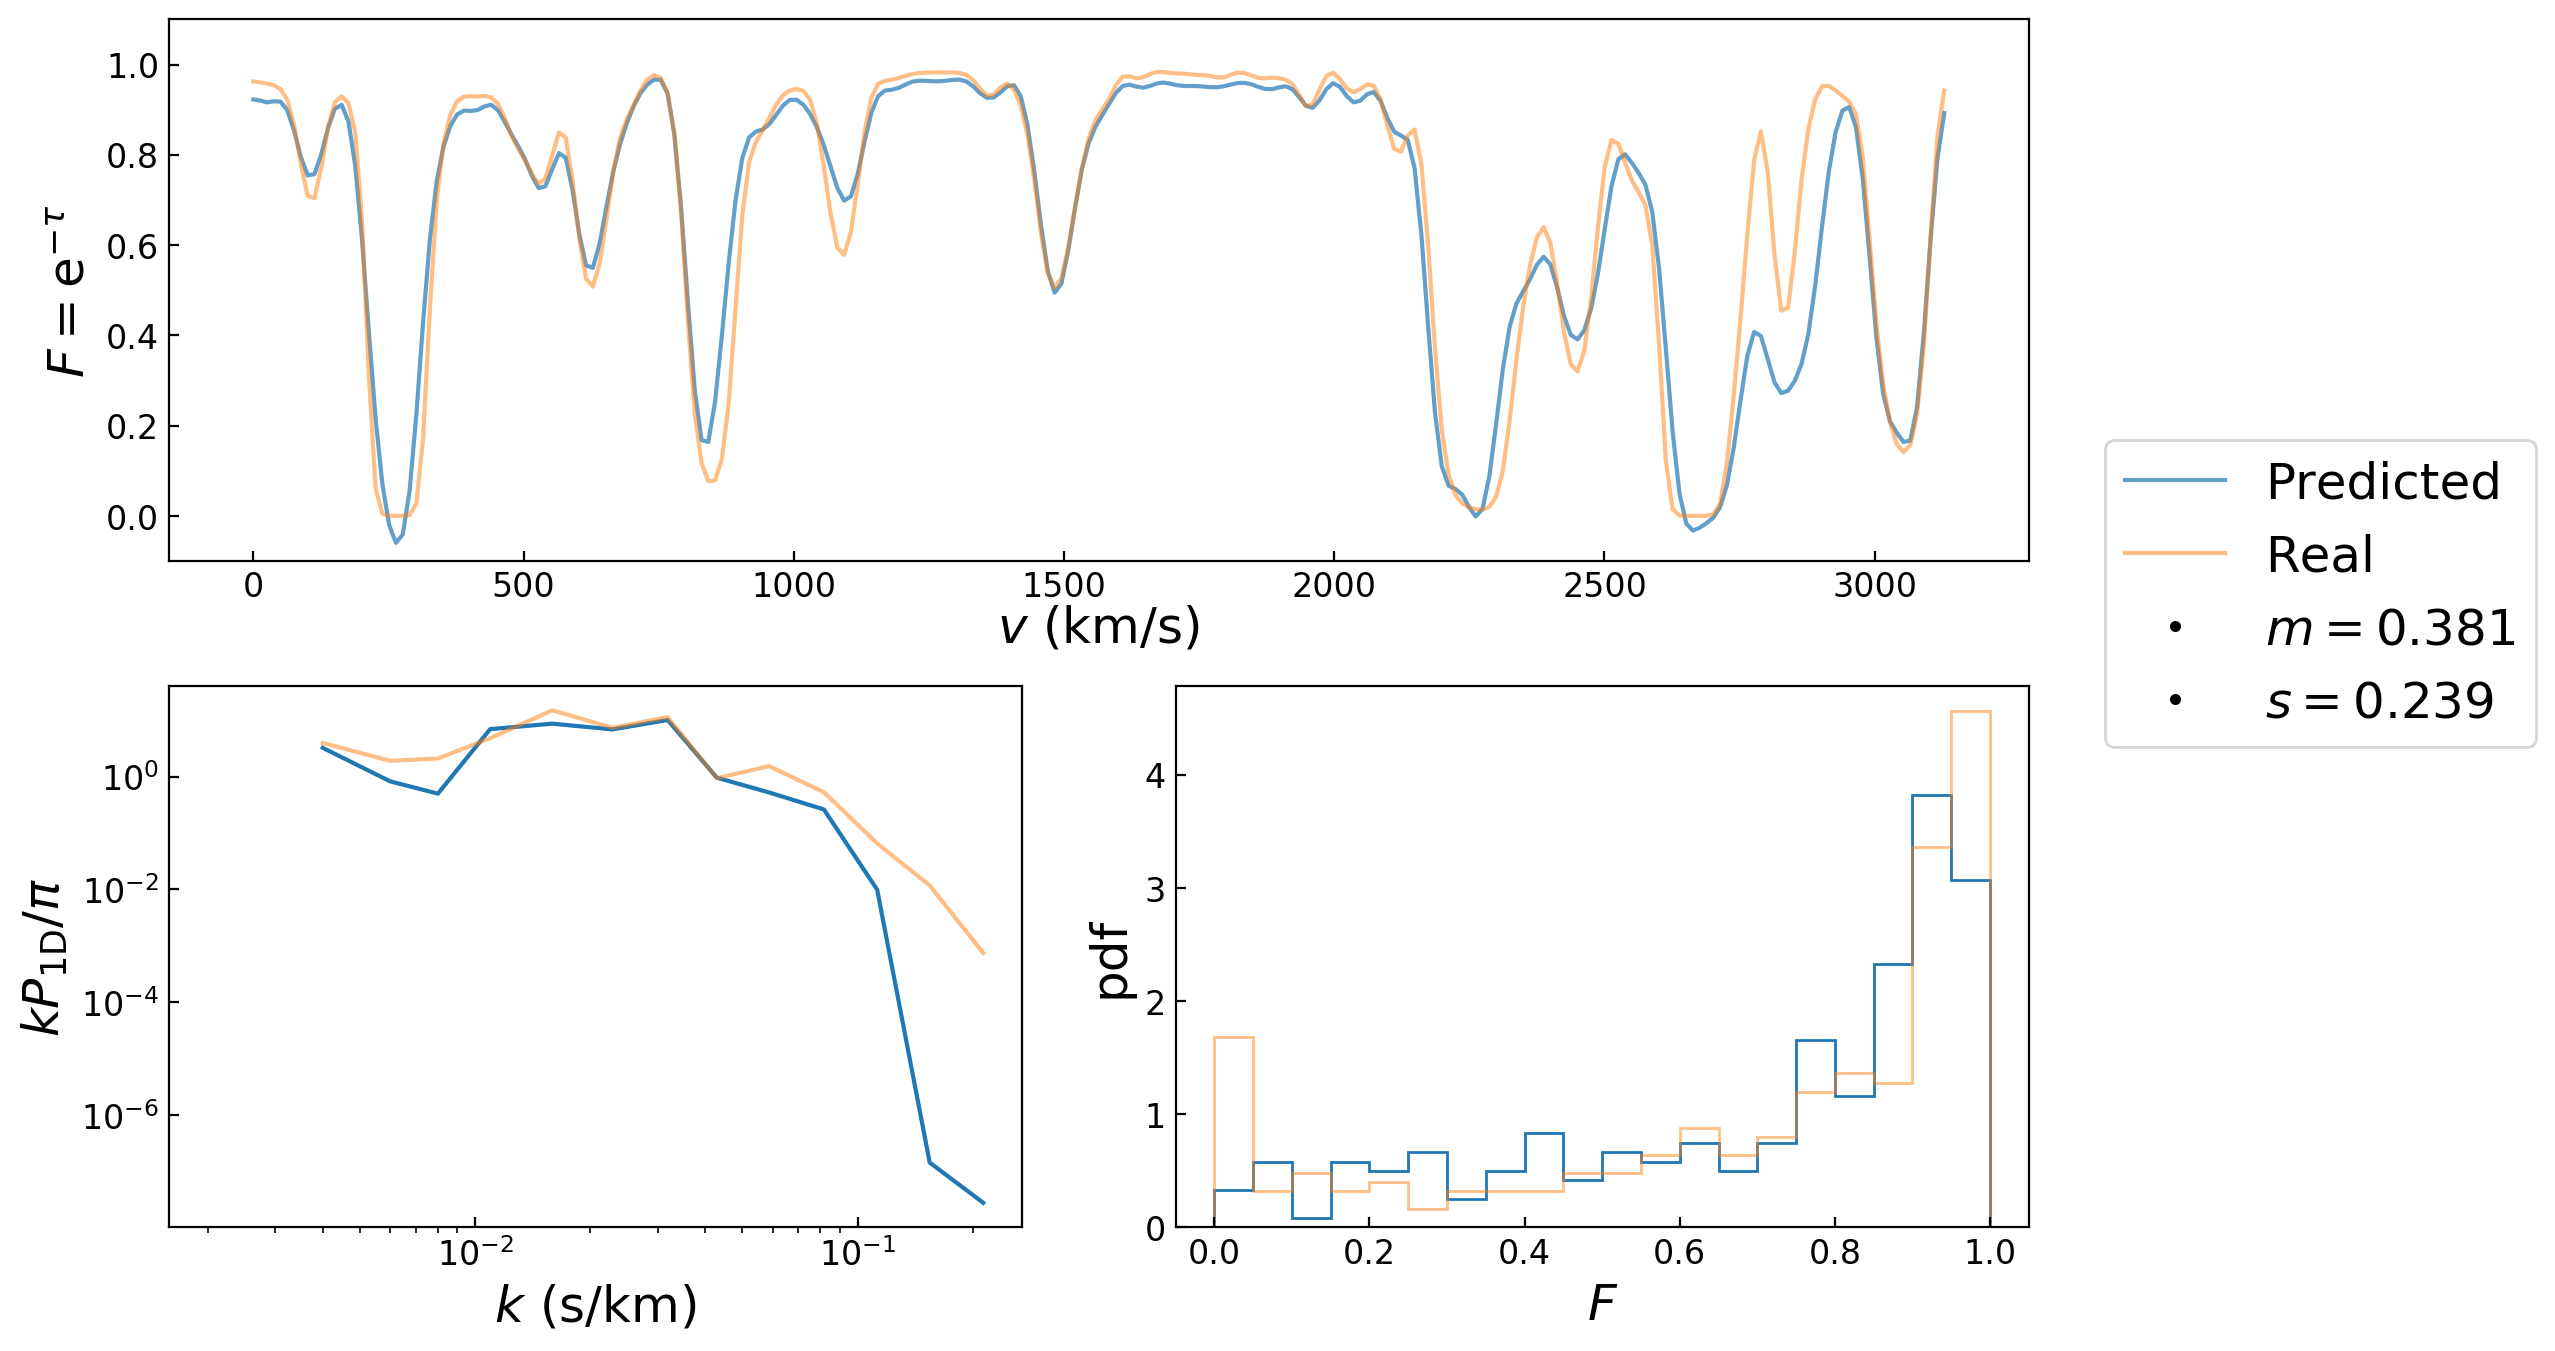 F = e^{−τ}
1.0
0.8
0.6
0.4
0.2
0.0
0 500 1000 1500 2000 2500 3000
v (km/s)
Predicted
Real
m = 0.381
s = 0.239
kP_{1D}/π
10^{0}
10^{−2}
10^{−4}
10^{−6}
10^{−2} 10^{−1}
k (s/km)
pdf
4
3
2
1
0
0.0 0.2 0.4 0.6 0.8 1.0
F